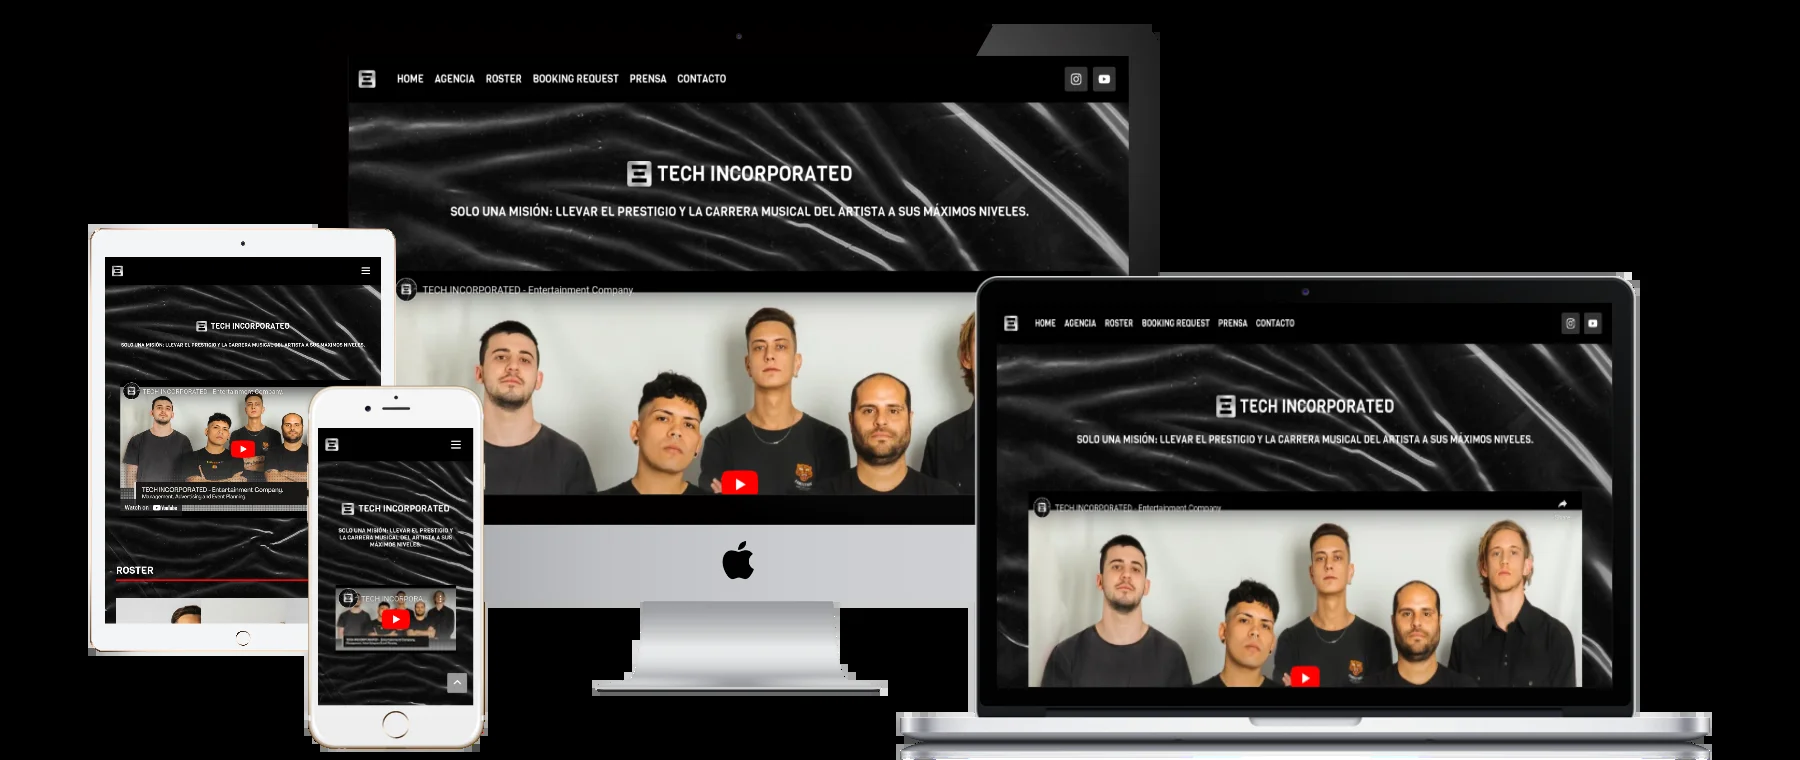 HOME AGENCIA ROSTER BOOKING REQUEST PRENSA CONTACTO
TECH INCORPORATED
SOLO UNA MISIÓN: LLEVAR EL PRESTIGIO Y LA CARRERA MUSICAL DEL ARTISTA A SUS MÁXIMOS NIVELES.
TECH INCORPORATED - Entertainment Company
TECH INCORPORATED
SOLO UNA MISIÓN: LLEVAR EL PRESTIGIO Y LA CARRERA MUSICAL DEL ARTISTA A SUS MÁXIMOS NIVELES.
TECH INCORPORATED - Entertainment Company.
TECH INCORPORATED - Entertainment Company.
Management, Advertising and Event Planning.
Watch on YouTube
ROSTER
TECH INCORPORATED
SOLO UNA MISIÓN: LLEVAR EL PRESTIGIO Y
LA CARRERA MUSICAL DEL ARTISTA A SUS
MÁXIMOS NIVELES.
TECH INCORPORA...
HOME AGENCIA ROSTER BOOKING REQUEST PRENSA CONTACTO
TECH INCORPORATED
SOLO UNA MISIÓN: LLEVAR EL PRESTIGIO Y LA CARRERA MUSICAL DEL ARTISTA A SUS MÁXIMOS NIVELES.
TECH INCORPORATED - Entertainment Company